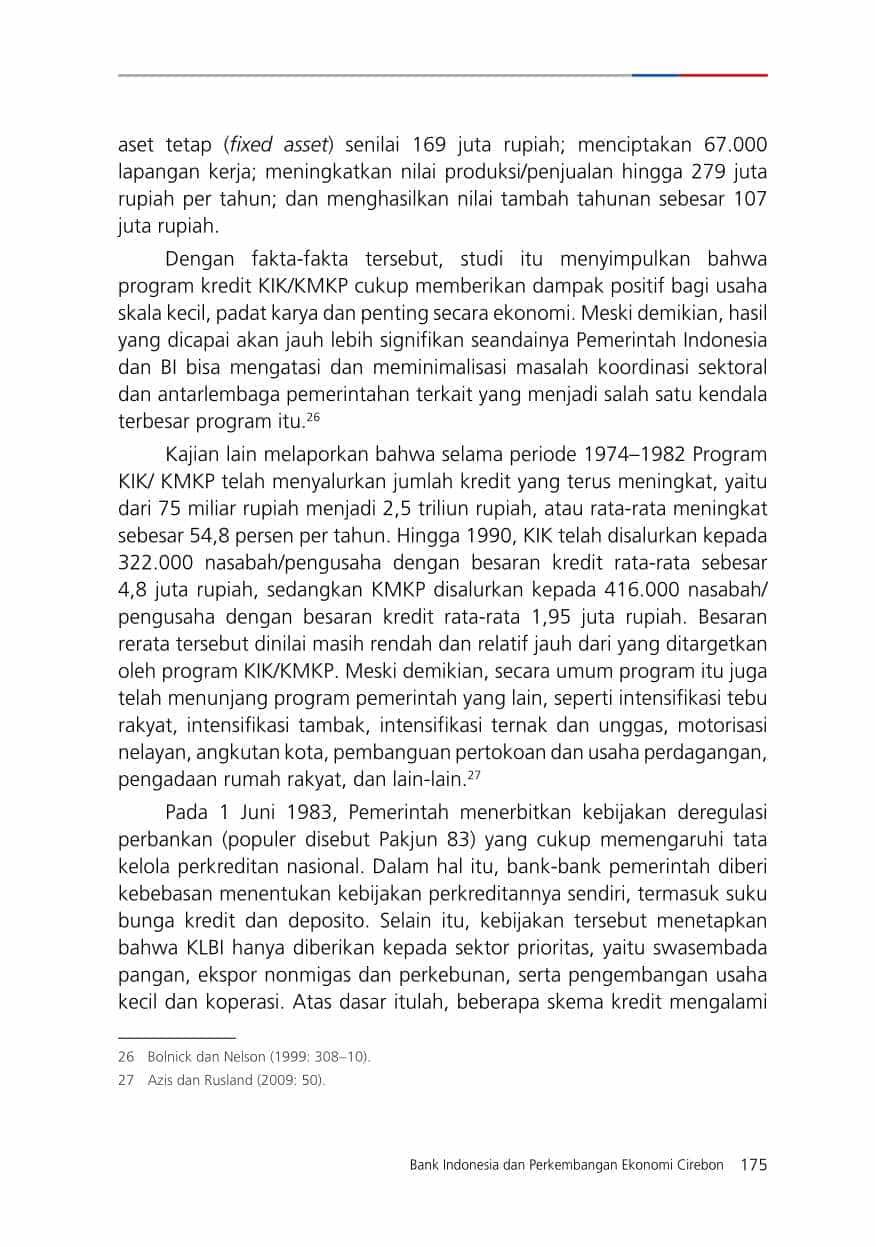 aset tetap (fixed asset) senilai 169 juta rupiah; menciptakan 67.000
lapangan kerja; meningkatkan nilai produksi/penjualan hingga 279 juta
rupiah per tahun; dan menghasilkan nilai tambah tahunan sebesar 107
juta rupiah.
Dengan fakta-fakta tersebut, studi itu menyimpulkan bahwa
program kredit KIK/KMKP cukup memberikan dampak positif bagi usaha
skala kecil, padat karya dan penting secara ekonomi. Meski demikian, hasil
yang dicapai akan jauh lebih signifikan seandainya Pemerintah Indonesia
dan BI bisa mengatasi dan meminimalisasi masalah koordinasi sektoral
dan antarlembaga pemerintahan terkait yang menjadi salah satu kendala
terbesar program itu.26
Kajian lain melaporkan bahwa selama periode 1974–1982 Program
KIK/ KMKP telah menyalurkan jumlah kredit yang terus meningkat, yaitu
dari 75 miliar rupiah menjadi 2,5 triliun rupiah, atau rata-rata meningkat
sebesar 54,8 persen per tahun. Hingga 1990, KIK telah disalurkan kepada
322.000 nasabah/pengusaha dengan besaran kredit rata-rata sebesar
4,8 juta rupiah, sedangkan KMKP disalurkan kepada 416.000 nasabah/
pengusaha dengan besaran kredit rata-rata 1,95 juta rupiah. Besaran
rerata tersebut dinilai masih rendah dan relatif jauh dari yang ditargetkan
oleh program KIK/KMKP. Meski demikian, secara umum program itu juga
telah menunjang program pemerintah yang lain, seperti intensifikasi tebu
rakyat, intensifikasi tambak, intensifikasi ternak dan unggas, motorisasi
nelayan, angkutan kota, pembanguan pertokoan dan usaha perdagangan,
pengadaan rumah rakyat, dan lain-lain.27
Pada 1 Juni 1983, Pemerintah menerbitkan kebijakan deregulasi
perbankan (populer disebut Pakjun 83) yang cukup memengaruhi tata
kelola perkreditan nasional. Dalam hal itu, bank-bank pemerintah diberi
kebebasan menentukan kebijakan perkreditannya sendiri, termasuk suku
bunga kredit dan deposito. Selain itu, kebijakan tersebut menetapkan
bahwa KLBI hanya diberikan kepada sektor prioritas, yaitu swasembada
pangan, ekspor nonmigas dan perkebunan, serta pengembangan usaha
kecil dan koperasi. Atas dasar itulah, beberapa skema kredit mengalami
26 Bolnick dan Nelson (1999: 308–10).
27 Azis dan Rusland (2009: 50).
Bank Indonesia dan Perkembangan Ekonomi Cirebon 175